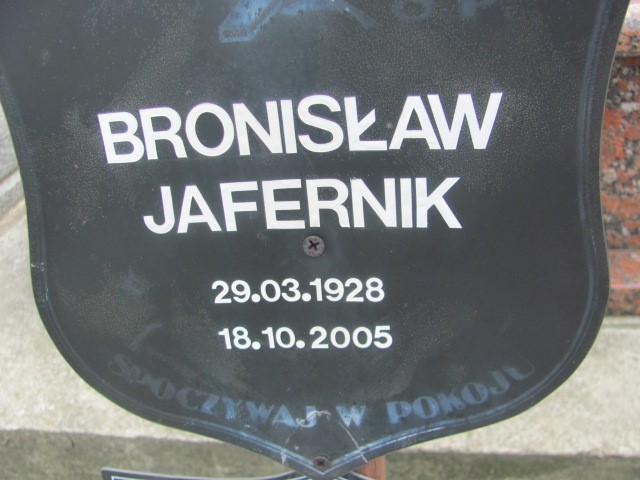 Ś P
BRONISŁAW
JAFERNIK
29.03.1928
18.10.2005
SPOCZYWAJ W POKOJU